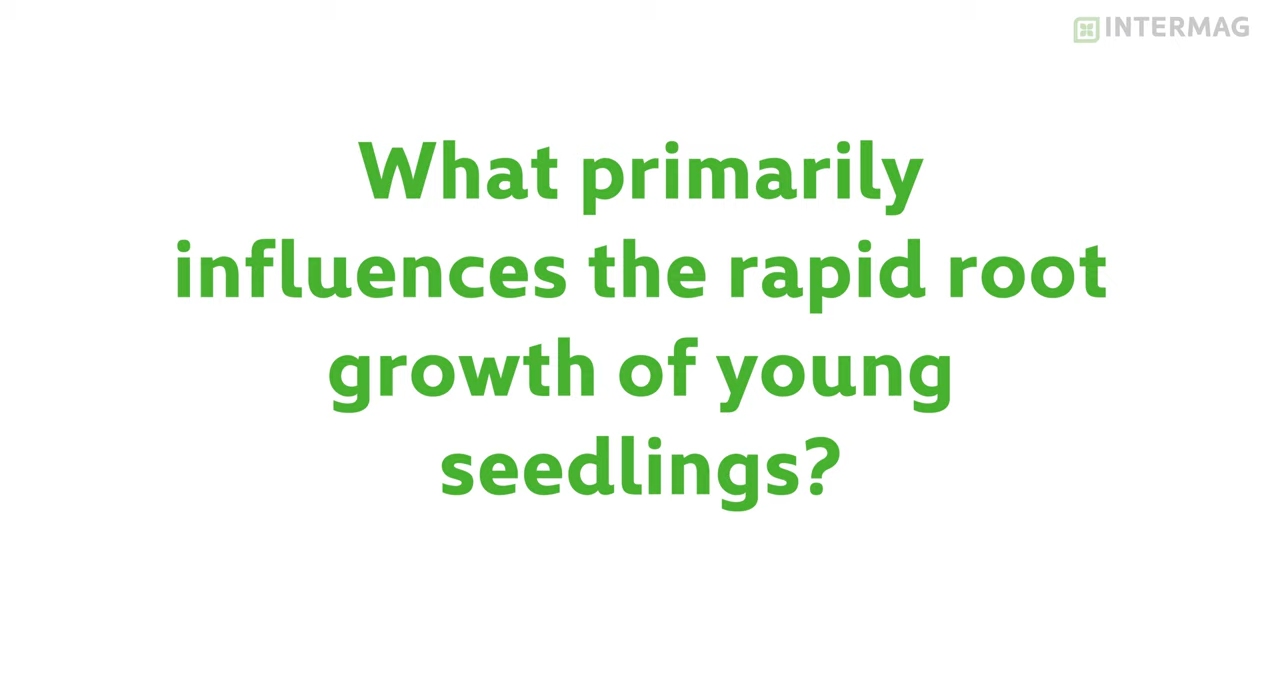 INTERMAG
What primarily
influences the rapid root
growth of young
seedlings?